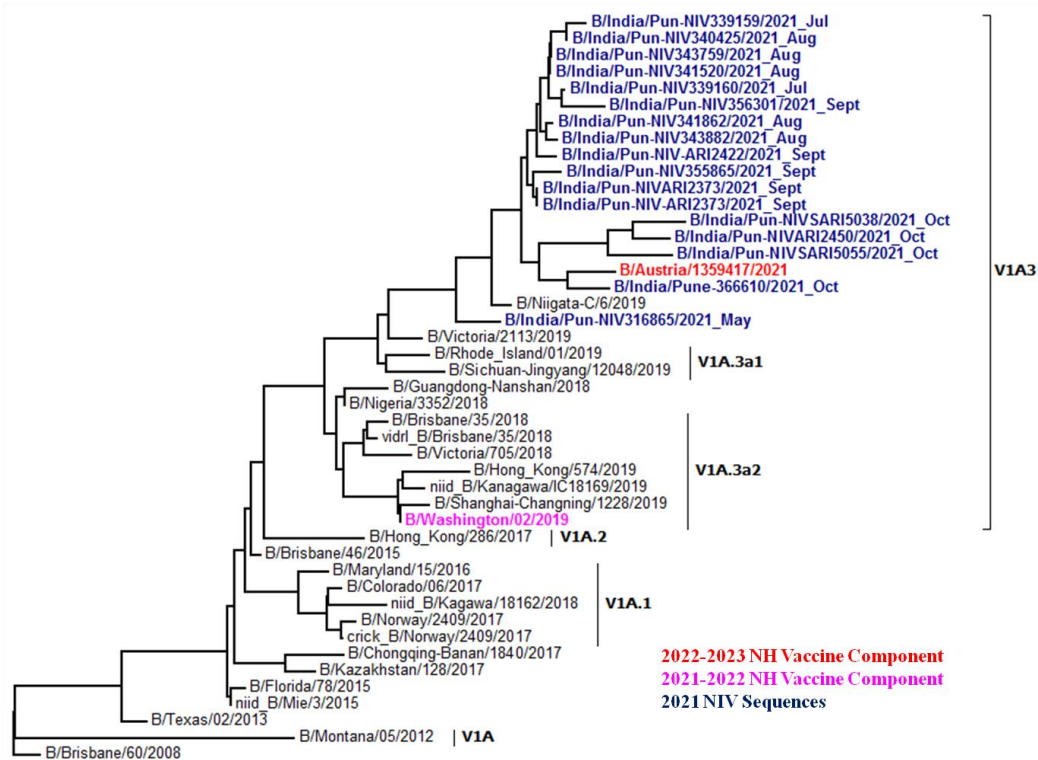 B/India/Pun-NIV339159/2021_Jul
B/India/Pun-NIV340425/2021_Aug
B/India/Pun-NIV343759/2021_Aug
B/India/Pun-NIV341520/2021_Aug
B/India/Pun-NIV339160/2021_Jul
B/India/Pun-NIV356301/2021_Sept
B/India/Pun-NIV341862/2021_Aug
B/India/Pun-NIV343882/2021_Aug
B/India/Pun-NIV-ARI2422/2021_Sept
B/India/Pun-NIV355865/2021_Sept
B/India/Pun-NIVARI2373/2021_Sept
B/India/Pun-NIV-ARI2373/2021_Sept
B/India/Pun-NIVSARI5038/2021_Oct
B/India/Pun-NIVARI2450/2021_Oct
B/India/Pun-NIVSARI5055/2021_Oct
B/Austria/1359417/2021
V1A3
B/India/Pune-366610/2021_Oct
B/Niigata-C/6/2019
B/India/Pun-NIV316865/2021_May
B/Victoria/2113/2019
B/Rhode_Island/01/2019
V1A.3a1
B/Sichuan-Jingyang/12048/2019
B/Guangdong-Nanshan/2018
B/Nigeria/3352/2018
B/Brisbane/35/2018
vidrl_B/Brisbane/35/2018
B/Victoria/705/2018
V1A.3a2
B/Hong_Kong/574/2019
niid_B/Kanagawa/IC18169/2019
B/Shanghai-Changning/1228/2019
B/Washington/02/2019
B/Hong_Kong/286/2017 V1A.2
B/Brisbane/46/2015
B/Maryland/15/2016
B/Colorado/06/2017
niid_B/Kagawa/18162/2018 V1A.1
B/Norway/2409/2017
crick_B/Norway/2409/2017
B/Chongqing-Banan/1840/2017
B/Kazakhstan/128/2017
B/Florida/78/2015
niid_B/Mie/3/2015
B/Texas/02/2013
B/Montana/05/2012 V1A
B/Brisbane/60/2008
2022-2023 NH Vaccine Component
2021-2022 NH Vaccine Component
2021 NIV Sequences